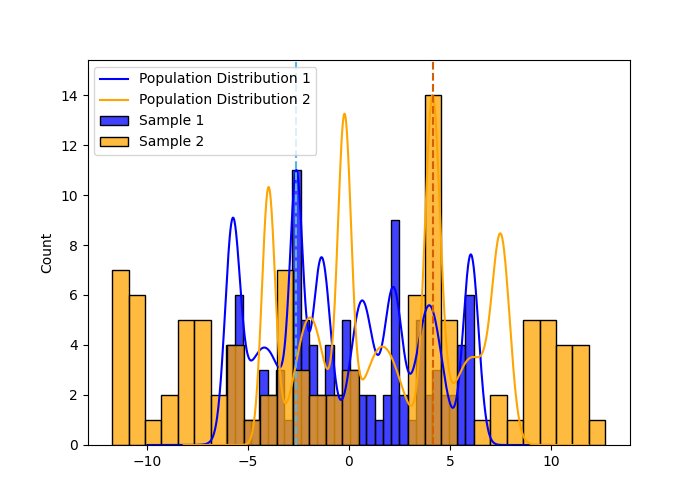 Population Distribution 1
Population Distribution 2
Sample 1
Sample 2
Count
14
12
10
8
6
4
2
0
−10
−5
0
5
10